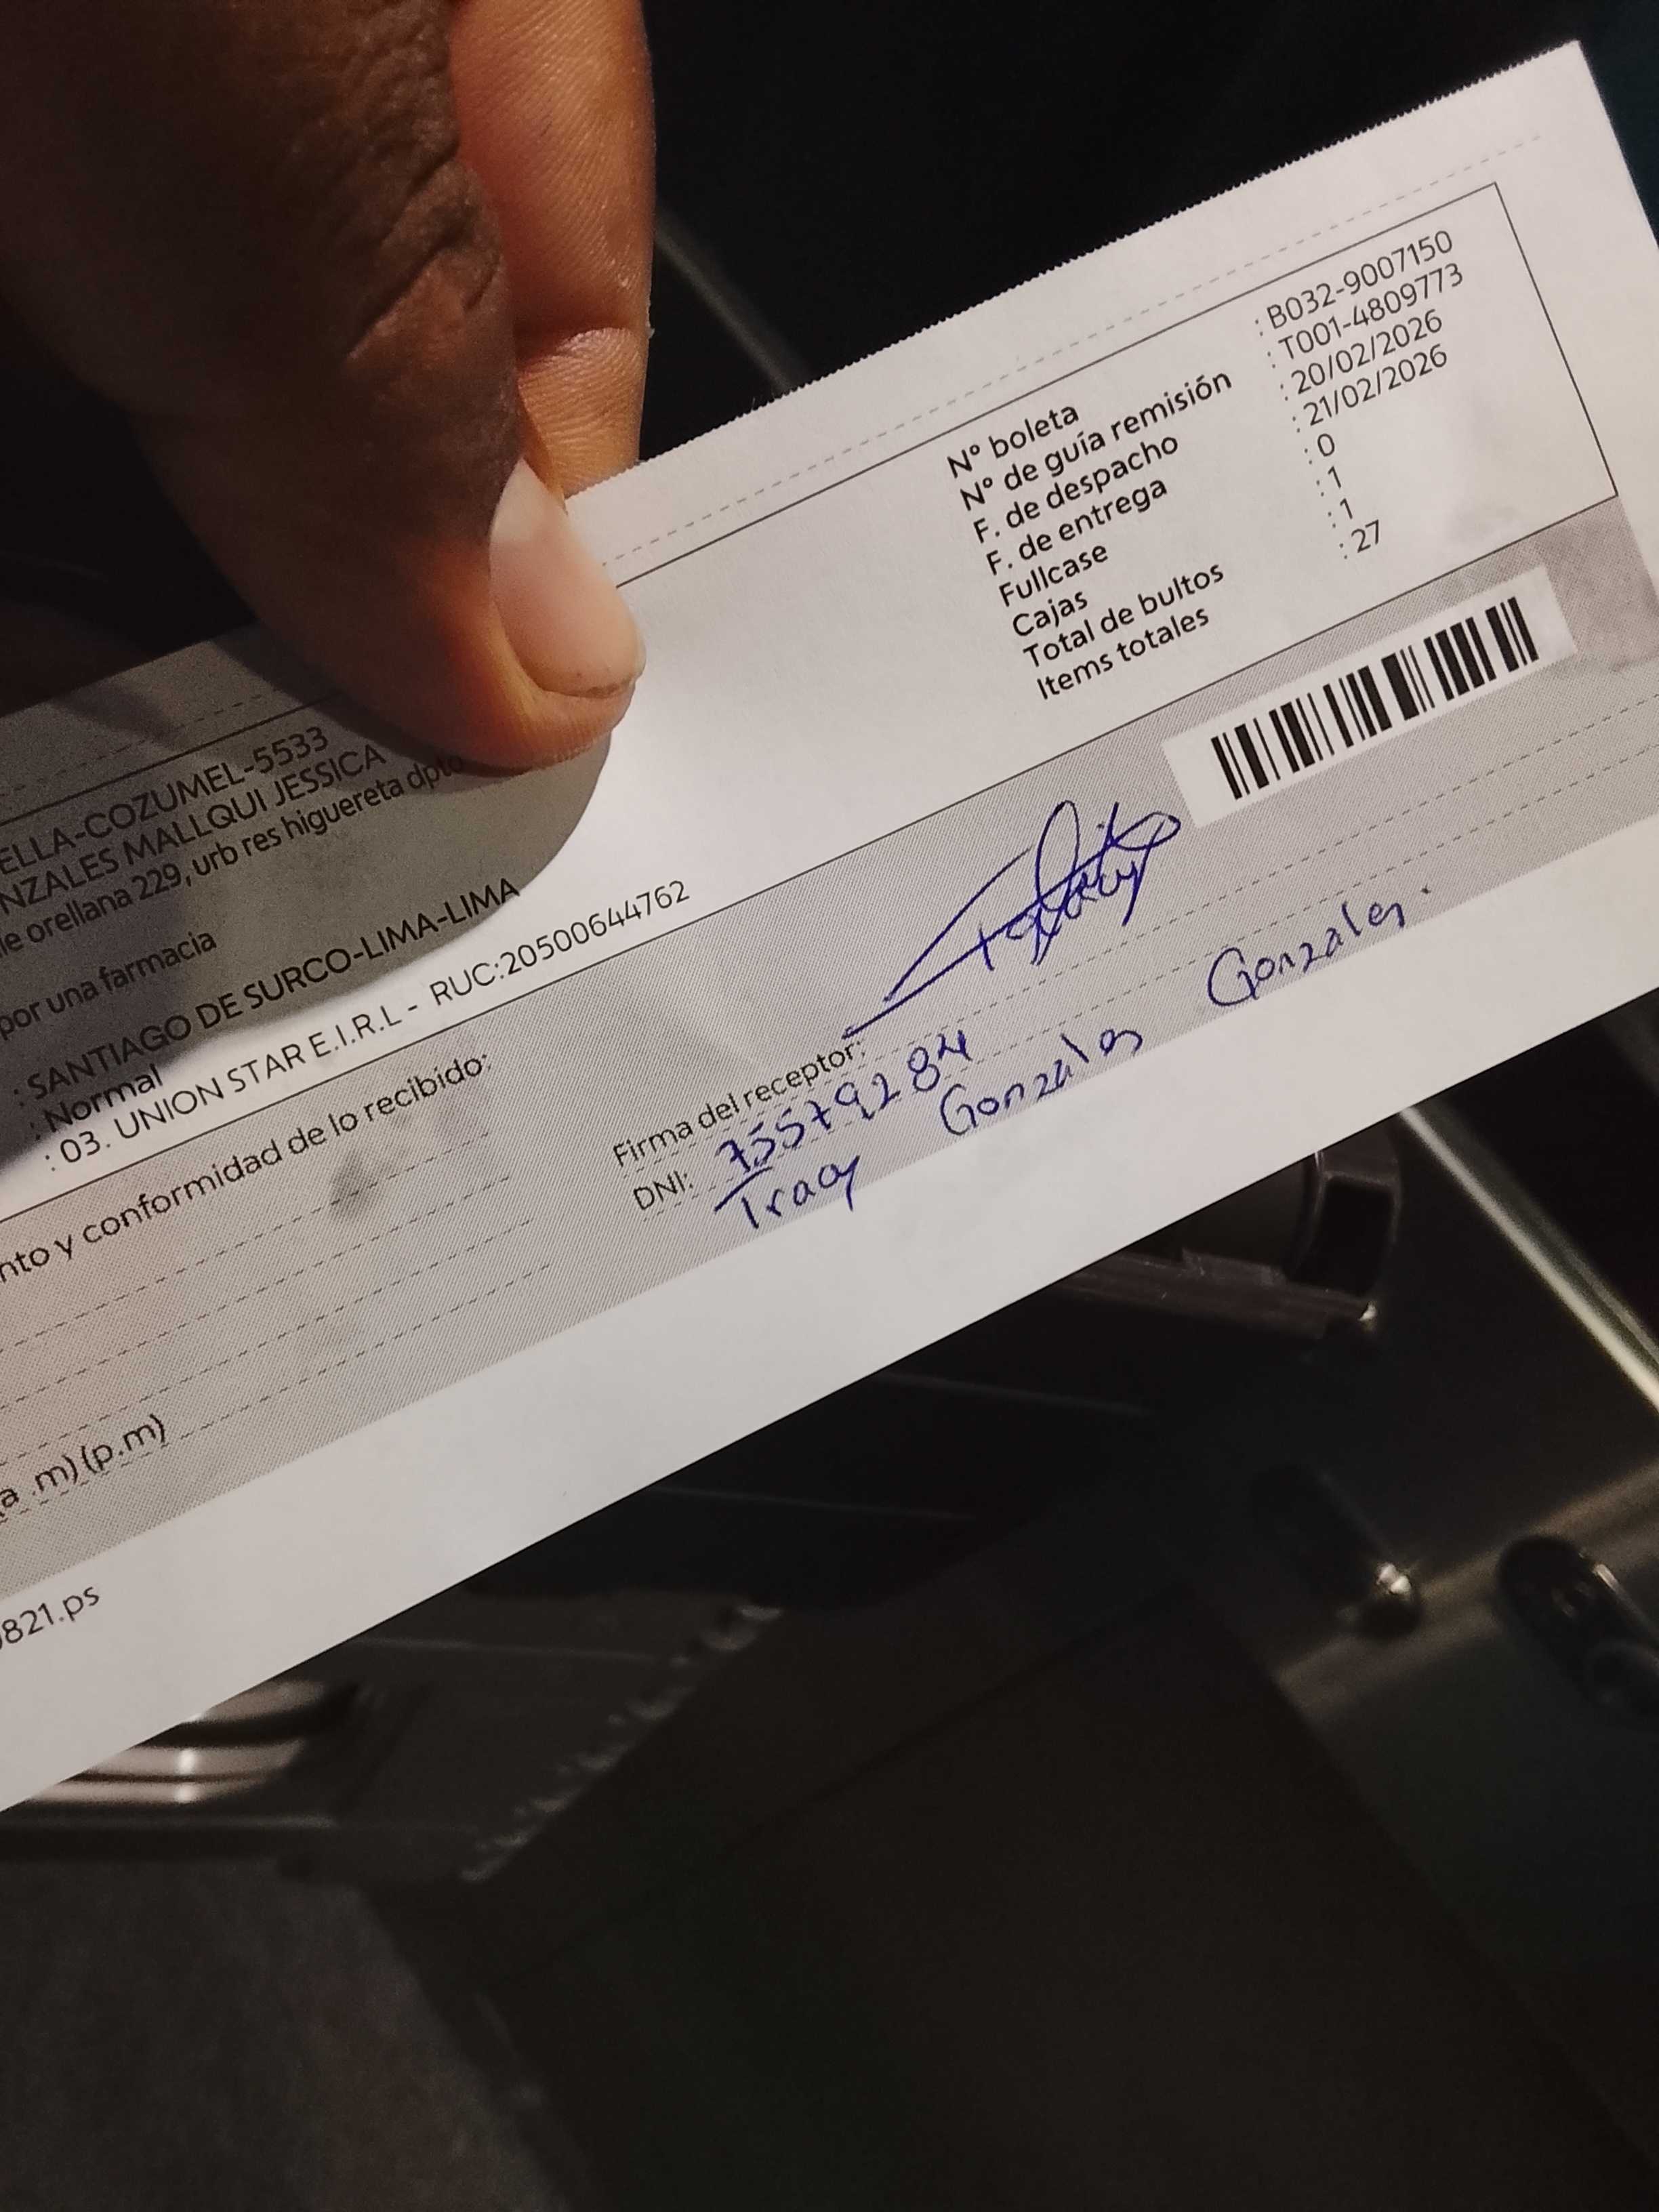 Nº boleta : B032-9007150
Nº de guía remisión : T001-4809773
F. de despacho : 20/02/2026
F. de entrega : 21/02/2026
Fullcase : 0
Cajas : 1
Total de bultos : 1
Items totales : 27
ELLA-COZUMEL-5533
NZALES MALLQUI JESSICA
le orellana 229, urb res higuereta dpto
por una farmacia
: SANTIAGO DE SURCO-LIMA-LIMA
: Normal
: 03. UNION STAR E.I.R.L - RUC:20500644762
nto y conformidad de lo recibido:
(a .m) (p.m)
Firma del receptor:
DNI: 75579284
Tracy Gonzales Gonzales.
821.ps